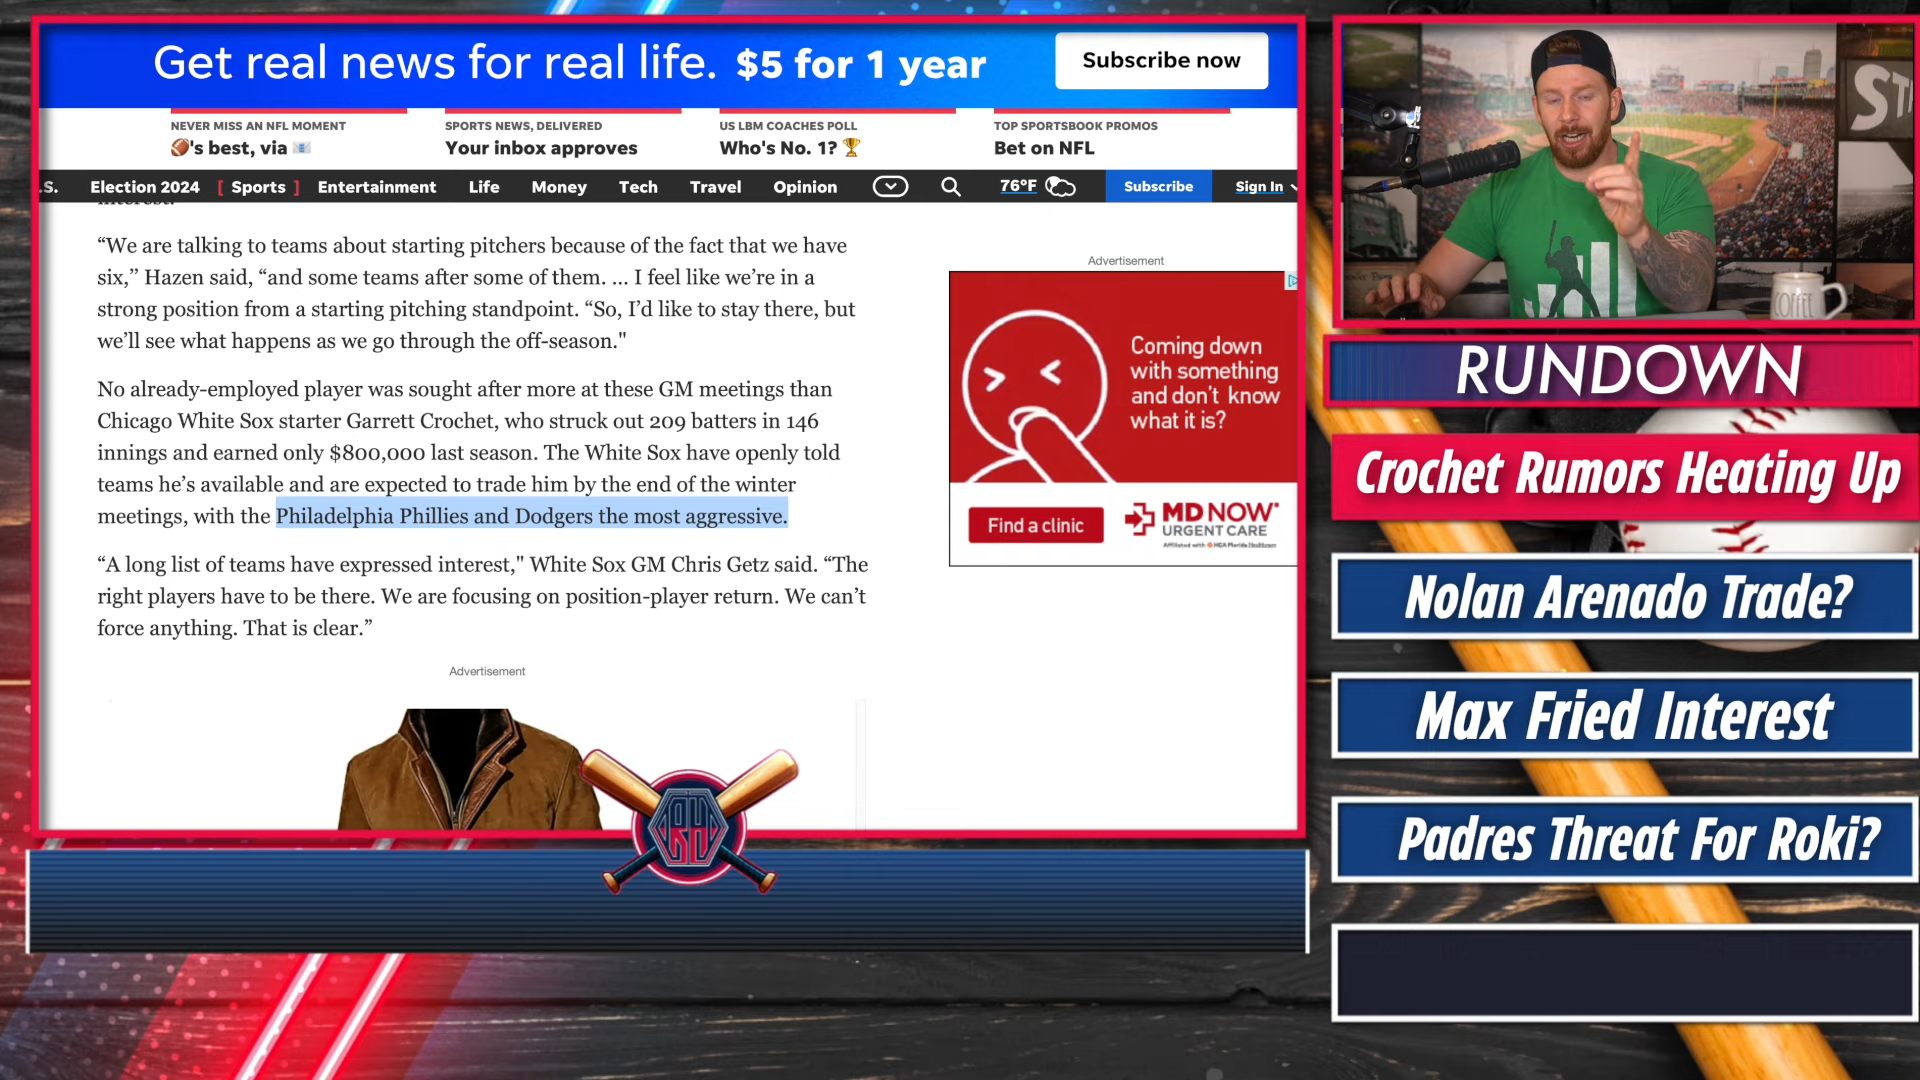 Get real news for real life. $5 for 1 year
Subscribe now
NEVER MISS AN NFL MOMENT
🏈's best, via 📧
SPORTS NEWS, DELIVERED
Your inbox approves
US LBM COACHES POLL
Who's No. 1? 🏆
TOP SPORTSBOOK PROMOS
Bet on NFL
.S. Election 2024 [ Sports ] Entertainment Life Money Tech Travel Opinion 76°F Subscribe Sign In
interest.
“We are talking to teams about starting pitchers because of the fact that we have
six,” Hazen said, “and some teams after some of them. … I feel like we’re in a
strong position from a starting pitching standpoint. “So, I’d like to stay there, but
we’ll see what happens as we go through the off-season."
No already-employed player was sought after more at these GM meetings than
Chicago White Sox starter Garrett Crochet, who struck out 209 batters in 146
innings and earned only $800,000 last season. The White Sox have openly told
teams he’s available and are expected to trade him by the end of the winter
meetings, with the Philadelphia Phillies and Dodgers the most aggressive.
“A long list of teams have expressed interest," White Sox GM Chris Getz said. “The
right players have to be there. We are focusing on position-player return. We can’t
force anything. That is clear.”
Advertisement
Advertisement
Coming down
with something
and don't know
what it is?
Find a clinic
MD NOW
URGENT CARE
Affiliated with HCA Florida Healthcare
COFFEE
RUNDOWN
Crochet Rumors Heating Up
Nolan Arenado Trade?
Max Fried Interest
Padres Threat For Roki?